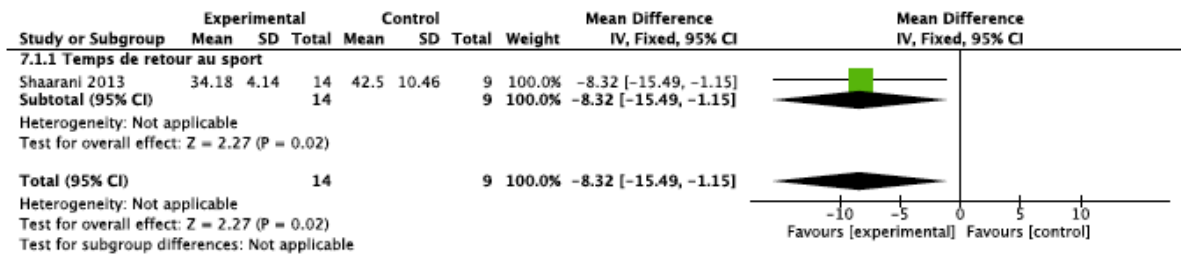 Experimental Control Mean Difference Mean Difference
Study or Subgroup Mean SD Total Mean SD Total Weight IV, Fixed, 95% CI IV, Fixed, 95% CI
7.1.1 Temps de retour au sport
Shaarani 2013 34.18 4.14 14 42.5 10.46 9 100.0% −8.32 [−15.49, −1.15]
Subtotal (95% CI) 14 9 100.0% −8.32 [−15.49, −1.15]
Heterogeneity: Not applicable
Test for overall effect: Z = 2.27 (P = 0.02)
Total (95% CI) 14 9 100.0% −8.32 [−15.49, −1.15]
Heterogeneity: Not applicable
Test for overall effect: Z = 2.27 (P = 0.02)
Test for subgroup differences: Not applicable
−10 −5 0 5 10
Favours [experimental] Favours [control]